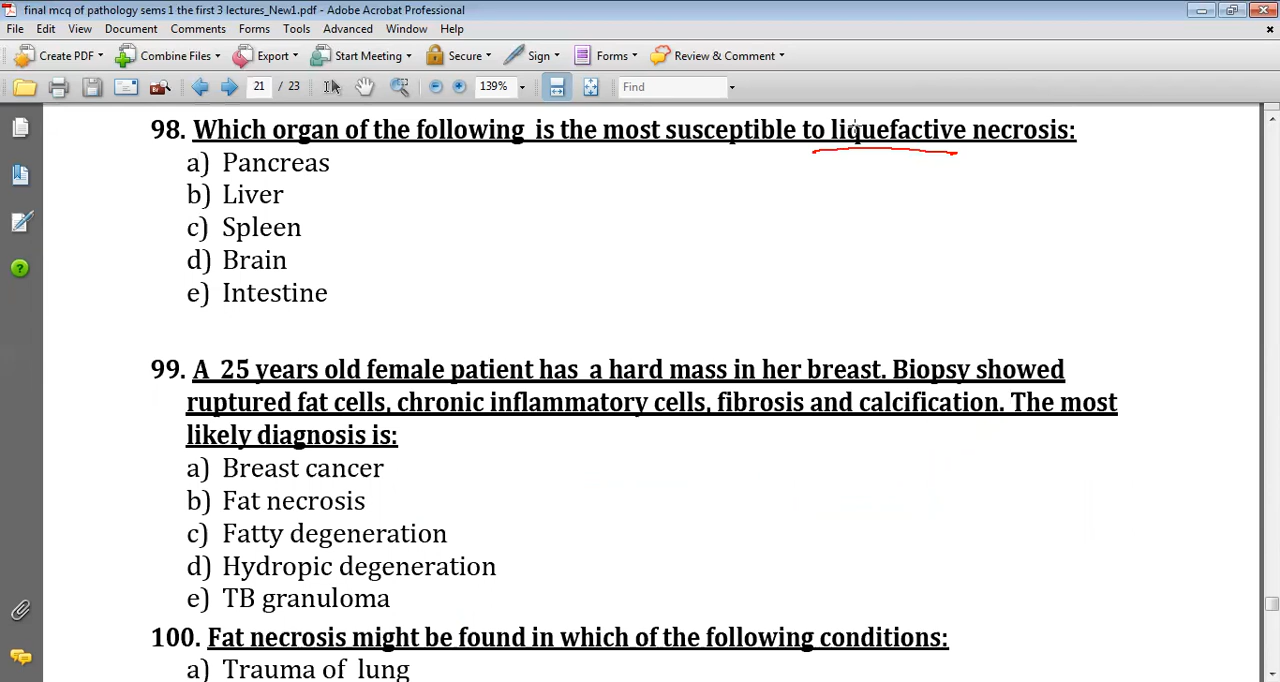 final mcq of pathology sems 1 the first 3 lectures_New1.pdf - Adobe Acrobat Professional
File Edit View Document Comments Forms Tools Advanced Window Help
Create PDF Combine Files Export Start Meeting Secure Sign Forms Review & Comment
21 / 23 139% Find
98. Which organ of the following is the most susceptible to liquefactive necrosis:
a) Pancreas
b) Liver
c) Spleen
d) Brain
e) Intestine
99. A 25 years old female patient has a hard mass in her breast. Biopsy showed
ruptured fat cells, chronic inflammatory cells, fibrosis and calcification. The most
likely diagnosis is:
a) Breast cancer
b) Fat necrosis
c) Fatty degeneration
d) Hydropic degeneration
e) TB granuloma
100. Fat necrosis might be found in which of the following conditions:
a) Trauma of lung